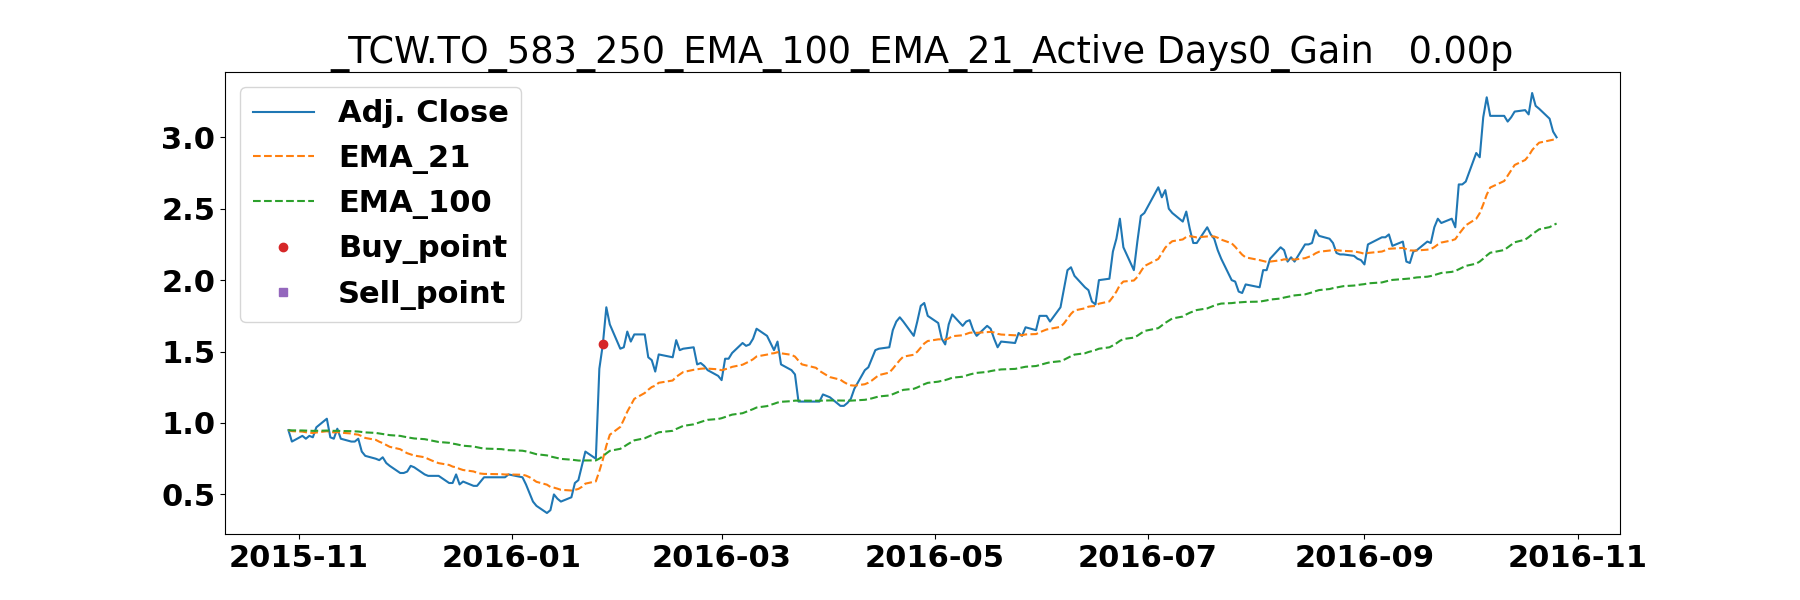 _TCW.TO_583_250_EMA_100_EMA_21_Active Days0_Gain   0.00p
Adj. Close
EMA_21
EMA_100
Buy_point
Sell_point
3.0
2.5
2.0
1.5
1.0
0.5
2015-11 2016-01 2016-03 2016-05 2016-07 2016-09 2016-11